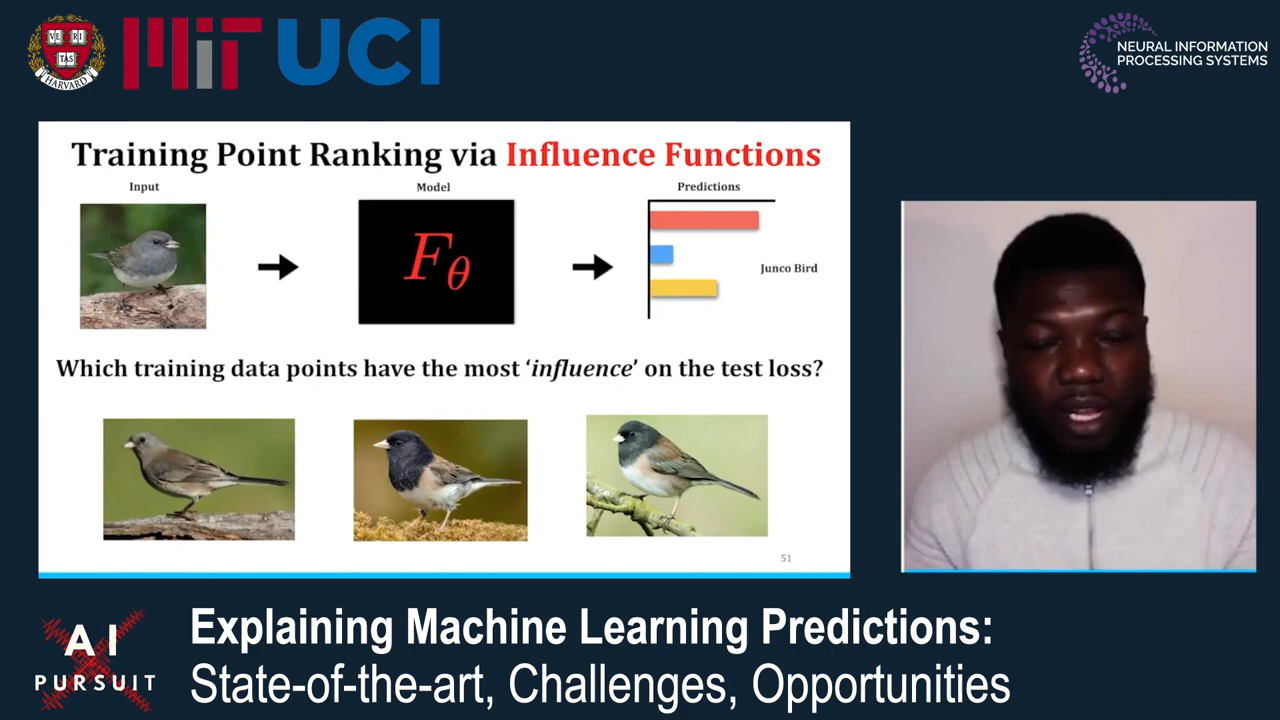 VE RI
TAS
HARVARD
MiT
UCI
NEURAL INFORMATION
PROCESSING SYSTEMS
Training Point Ranking via Influence Functions
Input
Model
Predictions
Fθ
Junco Bird
Which training data points have the most ‘influence’ on the test loss?
51
AI
PURSUIT
Explaining Machine Learning Predictions:
State-of-the-art, Challenges, Opportunities